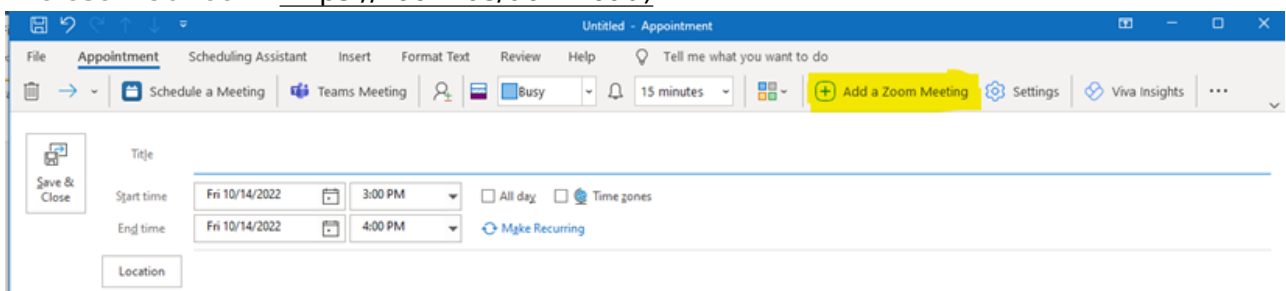 Untitled - Appointment
File Appointment Scheduling Assistant Insert Format Text Review Help Tell me what you want to do
Schedule a Meeting Teams Meeting Busy 15 minutes Add a Zoom Meeting Settings Viva Insights ...
Title
Save & Close
Start time Fri 10/14/2022 3:00 PM All day Time zones
End time Fri 10/14/2022 4:00 PM Make Recurring
Location